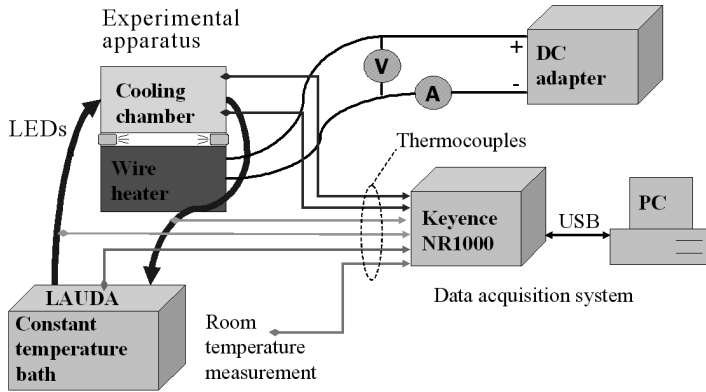 Experimental
apparatus
Cooling
chamber
LEDs
Wire
heater
V
A
+
-
DC
adapter
Thermocouples
Keyence
NR1000
USB
PC
Data acquisition system
LAUDA
Constant
temperature
bath
Room
temperature
measurement